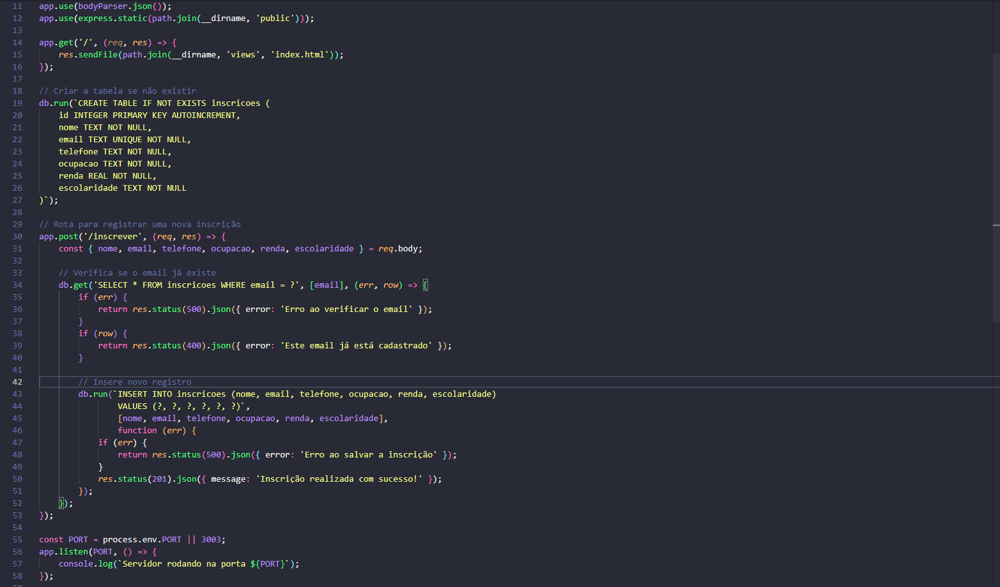 11 app.use(bodyParser.json());
12 app.use(express.static(path.join(__dirname, 'public')));
13
14 app.get('/', (req, res) => {
15     res.sendFile(path.join(__dirname, 'views', 'index.html'));
16 });
17
18 // Criar a tabela se não existir
19 db.run(`CREATE TABLE IF NOT EXISTS inscricoes (
20     id INTEGER PRIMARY KEY AUTOINCREMENT,
21     nome TEXT NOT NULL,
22     email TEXT UNIQUE NOT NULL,
23     telefone TEXT NOT NULL,
24     ocupacao TEXT NOT NULL,
25     renda REAL NOT NULL,
26     escolaridade TEXT NOT NULL
27 )`);
28
29 // Rota para registrar uma nova inscrição
30 app.post('/inscrever', (req, res) => {
31     const { nome, email, telefone, ocupacao, renda, escolaridade } = req.body;
32
33     // Verifica se o email já existe
34     db.get('SELECT * FROM inscricoes WHERE email = ?', [email], (err, row) => {
35         if (err) {
36             return res.status(500).json({ error: 'Erro ao verificar o email' });
37         }
38         if (row) {
39             return res.status(400).json({ error: 'Este email já está cadastrado' });
40         }
41
42         // Insere novo registro
43         db.run(`INSERT INTO inscricoes (nome, email, telefone, ocupacao, renda, escolaridade)
44                 VALUES (?, ?, ?, ?, ?, ?)`,
45                 [nome, email, telefone, ocupacao, renda, escolaridade],
46                 function (err) {
47             if (err) {
48                 return res.status(500).json({ error: 'Erro ao salvar a inscrição' });
49             }
50             res.status(201).json({ message: 'Inscrição realizada com sucesso!' });
51         });
52     });
53 });
54
55 const PORT = process.env.PORT || 3003;
56 app.listen(PORT, () => {
57     console.log(`Servidor rodando na porta ${PORT}`);
58 });